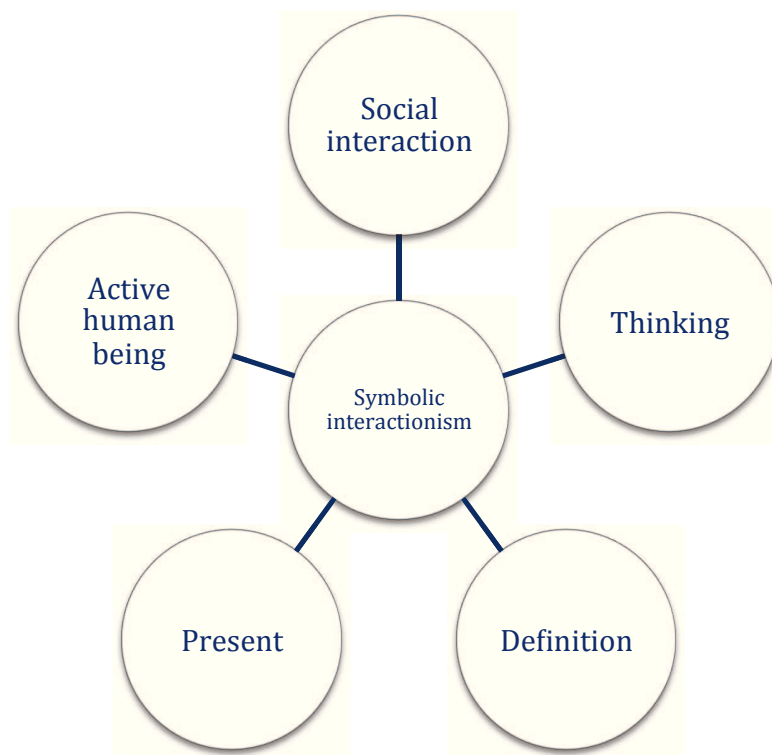 Social
interaction
Active
human
being
Thinking
Symbolic
interactionism
Present
Definition